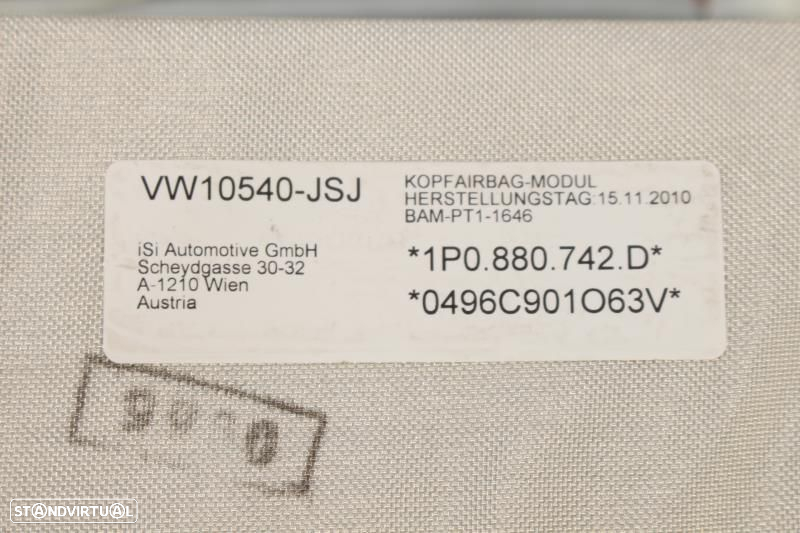 VW10540-JSJ
KOPFAIRBAG-MODUL
HERSTELLUNGSTAG:15.11.2010
BAM-PT1-1646
iSi Automotive GmbH
Scheydgasse 30-32
A-1210 Wien
Austria
*1P0.880.742.D*
*0496C901O63V*
STANDVIRTUAL